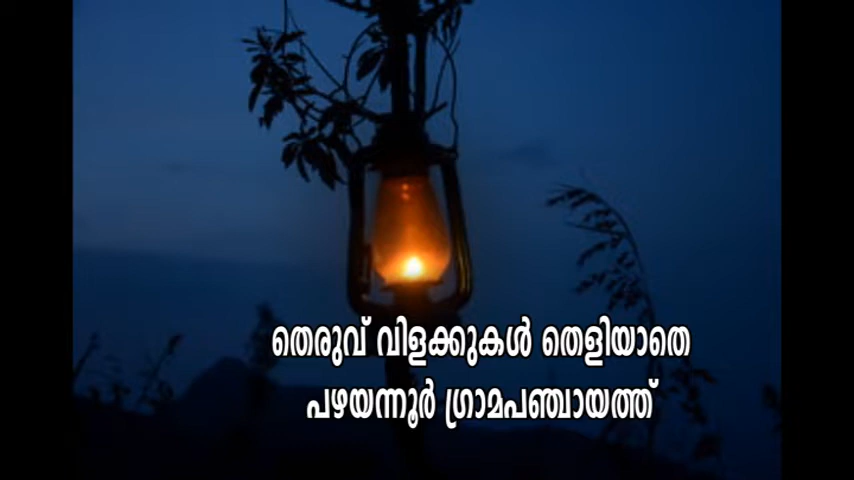 തെരുവ് വിളക്കുകൾ തെളിയാതെ
പഴയന്നൂർ ഗ്രാമപഞ്ചായത്ത്